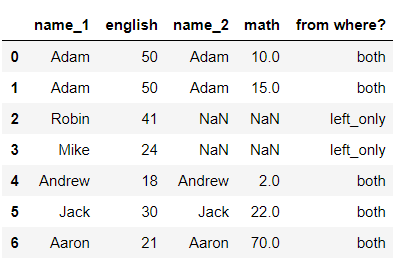 name_1 english name_2 math from where?
0 Adam 50 Adam 10.0 both
1 Adam 50 Adam 15.0 both
2 Robin 41 NaN NaN left_only
3 Mike 24 NaN NaN left_only
4 Andrew 18 Andrew 2.0 both
5 Jack 30 Jack 22.0 both
6 Aaron 21 Aaron 70.0 both